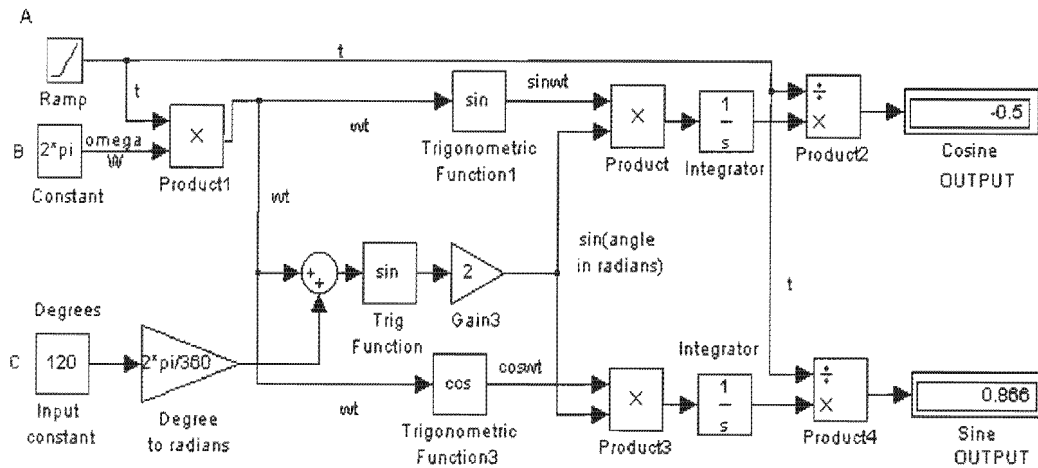 A
t
Ramp
t
sin
sinwt
wt
Trigonometric
Function1
×
Product
1
s
Integrator
÷
×
Product2
-0.5
Cosine
OUTPUT
B
2*pi
omega
W
Constant
×
Product1
wt
sin(angle
in radians)
t
+
+
sin
Trig
Function
2
Gain3
Degrees
C
120
Input
constant
2*pi/360
Degree
to radians
wt
cos
coswt
Trigonometric
Function3
×
Product3
Integrator
1
s
÷
×
Product4
0.866
Sine
OUTPUT